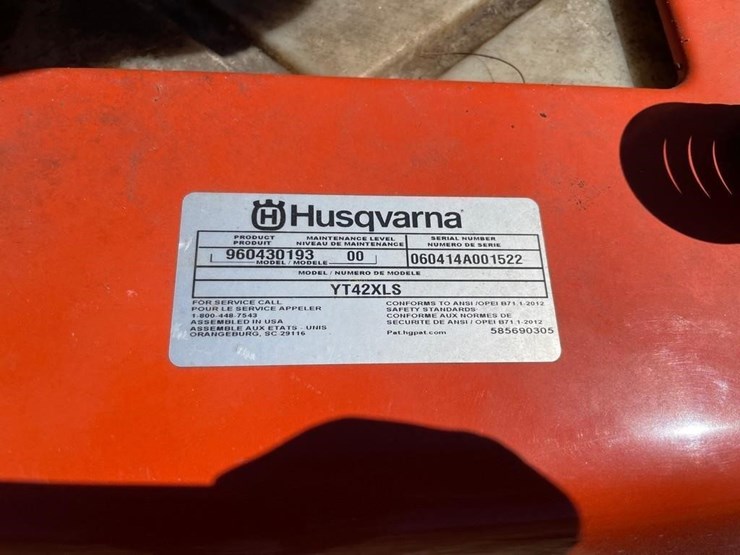 Husqvarna
PRODUCT MAINTENANCE LEVEL SERIAL NUMBER
PRODUIT NIVEAU DE MAINTENANCE NUMERO DE SERIE
960430193 00 060414A001522
MODEL / MODELE
MODEL / NUMERO DE MODELE
YT42XLS
FOR SERVICE CALL CONFORMS TO ANSI /OPEI B71.1-2012
POUR LE SERVICE APPELER SAFETY STANDARDS
1-800-448-7543 CONFORME AUX NORMES DE
ASSEMBLED IN USA SECURITE DE ANSI / OPEI B71.1-2012
ASSEMBLE AUX ETATS - UNIS Pat.hgpat.com 585690305
ORANGEBURG, SC 29116